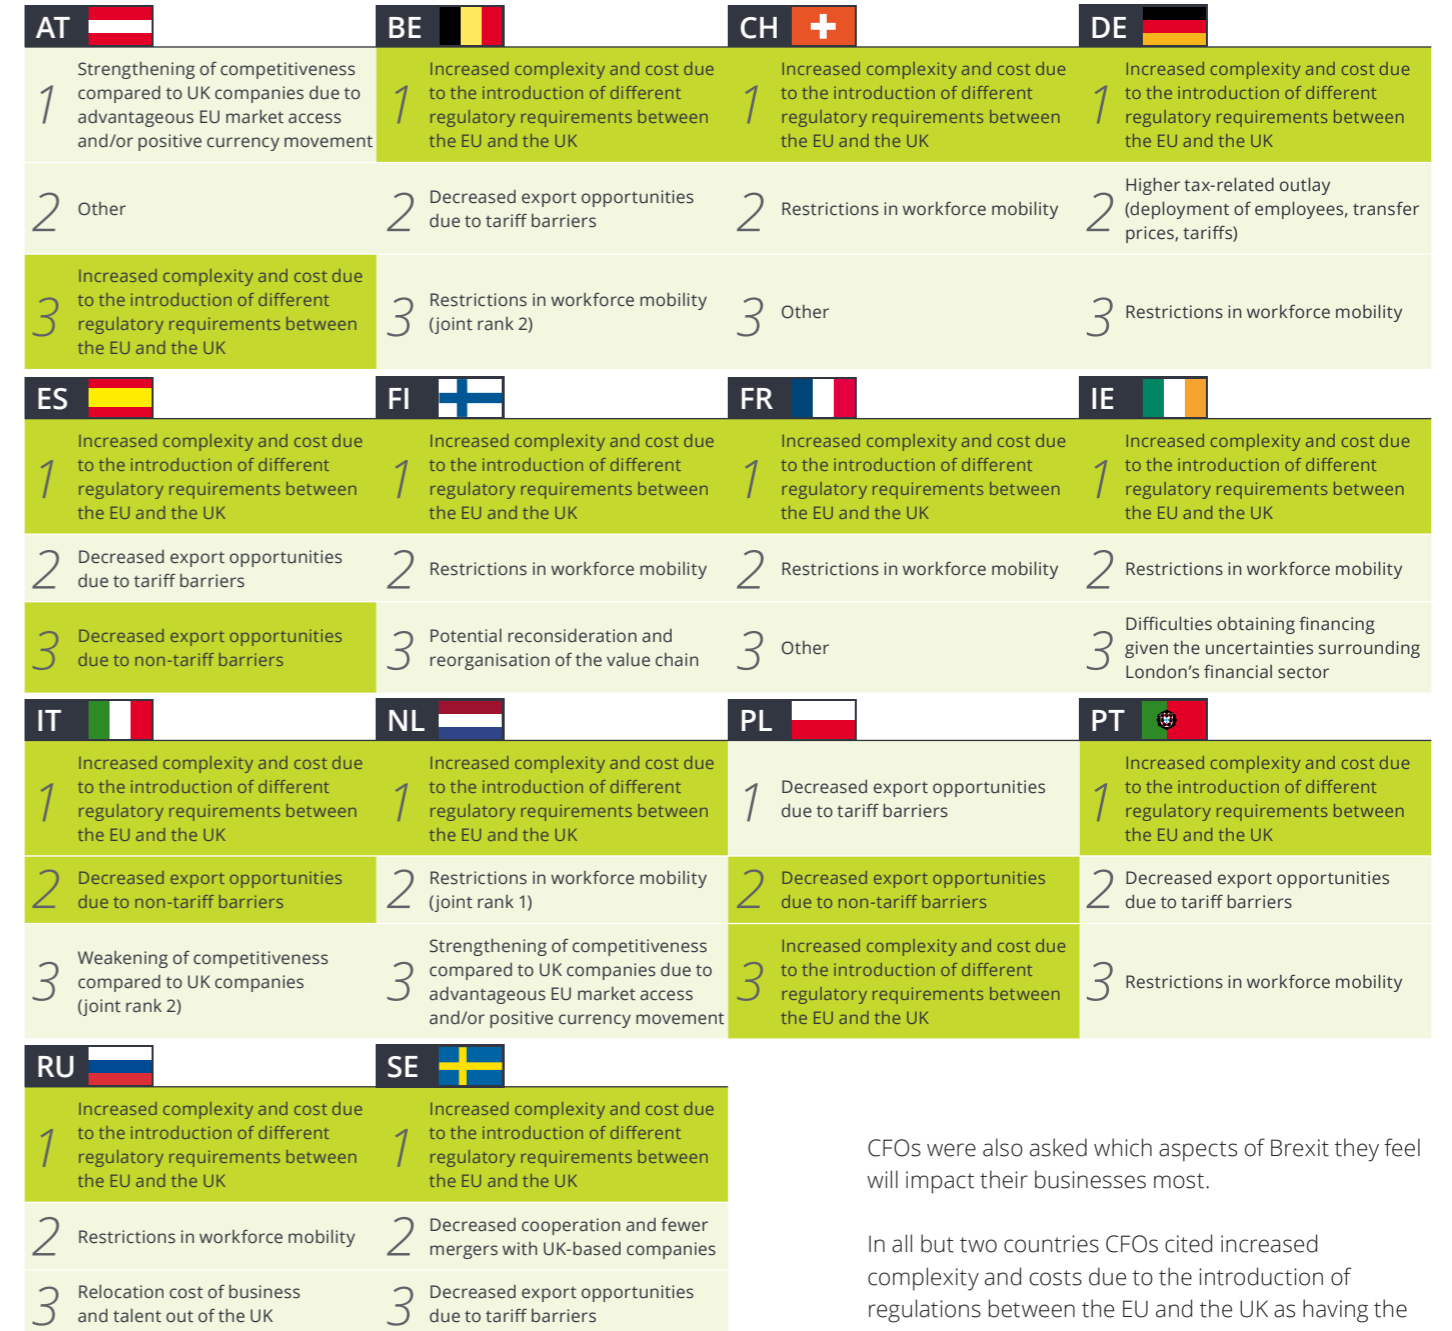 AT
1
Strengthening of competitiveness
compared to UK companies due to
advantageous EU market access
and/or positive currency movement
2
Other
3
Increased complexity and cost due
to the introduction of different
regulatory requirements between
the EU and the UK
BE
1
Increased complexity and cost due
to the introduction of different
regulatory requirements between
the EU and the UK
2
Decreased export opportunities
due to tariff barriers
3
Restrictions in workforce mobility
(joint rank 2)
CH
1
Increased complexity and cost due
to the introduction of different
regulatory requirements between
the EU and the UK
2
Restrictions in workforce mobility
3
Other
DE
1
Increased complexity and cost due
to the introduction of different
regulatory requirements between
the EU and the UK
2
Higher tax-related outlay
(deployment of employees, transfer
prices, tariffs)
3
Restrictions in workforce mobility
ES
1
Increased complexity and cost due
to the introduction of different
regulatory requirements between
the EU and the UK
2
Decreased export opportunities
due to tariff barriers
3
Decreased export opportunities
due to non-tariff barriers
FI
1
Increased complexity and cost due
to the introduction of different
regulatory requirements between
the EU and the UK
2
Restrictions in workforce mobility
3
Potential reconsideration and
reorganisation of the value chain
FR
1
Increased complexity and cost due
to the introduction of different
regulatory requirements between
the EU and the UK
2
Restrictions in workforce mobility
3
Other
IE
1
Increased complexity and cost due
to the introduction of different
regulatory requirements between
the EU and the UK
2
Restrictions in workforce mobility
3
Difficulties obtaining financing
given the uncertainties surrounding
London's financial sector
IT
1
Increased complexity and cost due
to the introduction of different
regulatory requirements between
the EU and the UK
2
Decreased export opportunities
due to non-tariff barriers
3
Weakening of competitiveness
compared to UK companies
(joint rank 2)
NL
1
Increased complexity and cost due
to the introduction of different
regulatory requirements between
the EU and the UK
2
Restrictions in workforce mobility
(joint rank 1)
3
Strengthening of competitiveness
compared to UK companies due to
advantageous EU market access
and/or positive currency movement
PL
1
Decreased export opportunities
due to tariff barriers
2
Decreased export opportunities
due to non-tariff barriers
3
Increased complexity and cost due
to the introduction of different
regulatory requirements between
the EU and the UK
PT
1
Increased complexity and cost due
to the introduction of different
regulatory requirements between
the EU and the UK
2
Decreased export opportunities
due to tariff barriers
3
Restrictions in workforce mobility
RU
1
Increased complexity and cost due
to the introduction of different
regulatory requirements between
the EU and the UK
2
Restrictions in workforce mobility
3
Relocation cost of business
and talent out of the UK
SE
1
Increased complexity and cost due
to the introduction of different
regulatory requirements between
the EU and the UK
2
Decreased cooperation and fewer
mergers with UK-based companies
3
Decreased export opportunities
due to tariff barriers
CFOs were also asked which aspects of Brexit they feel
will impact their businesses most.
In all but two countries CFOs cited increased
complexity and costs due to the introduction of
regulations between the EU and the UK as having the